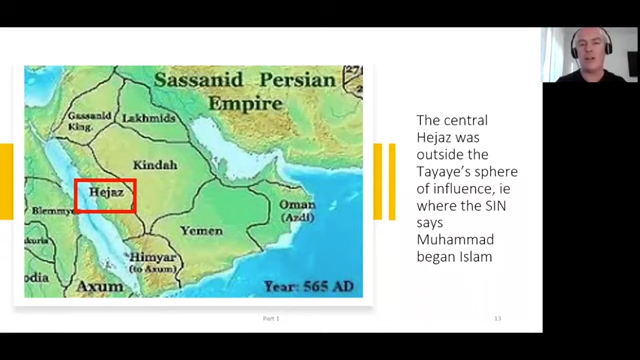 Sassanid Persian
Empire
Gassanid
King.
Lakhmids
Kindah
Hejaz
Oman
(Azd)
Yemen
Himyar
(to Axum)
Axum
Year: 565 AD
The central
Hejaz was
outside the
Tayaye's sphere
of influence, ie
where the SIN
says
Muhammad
began Islam
Part 1
13